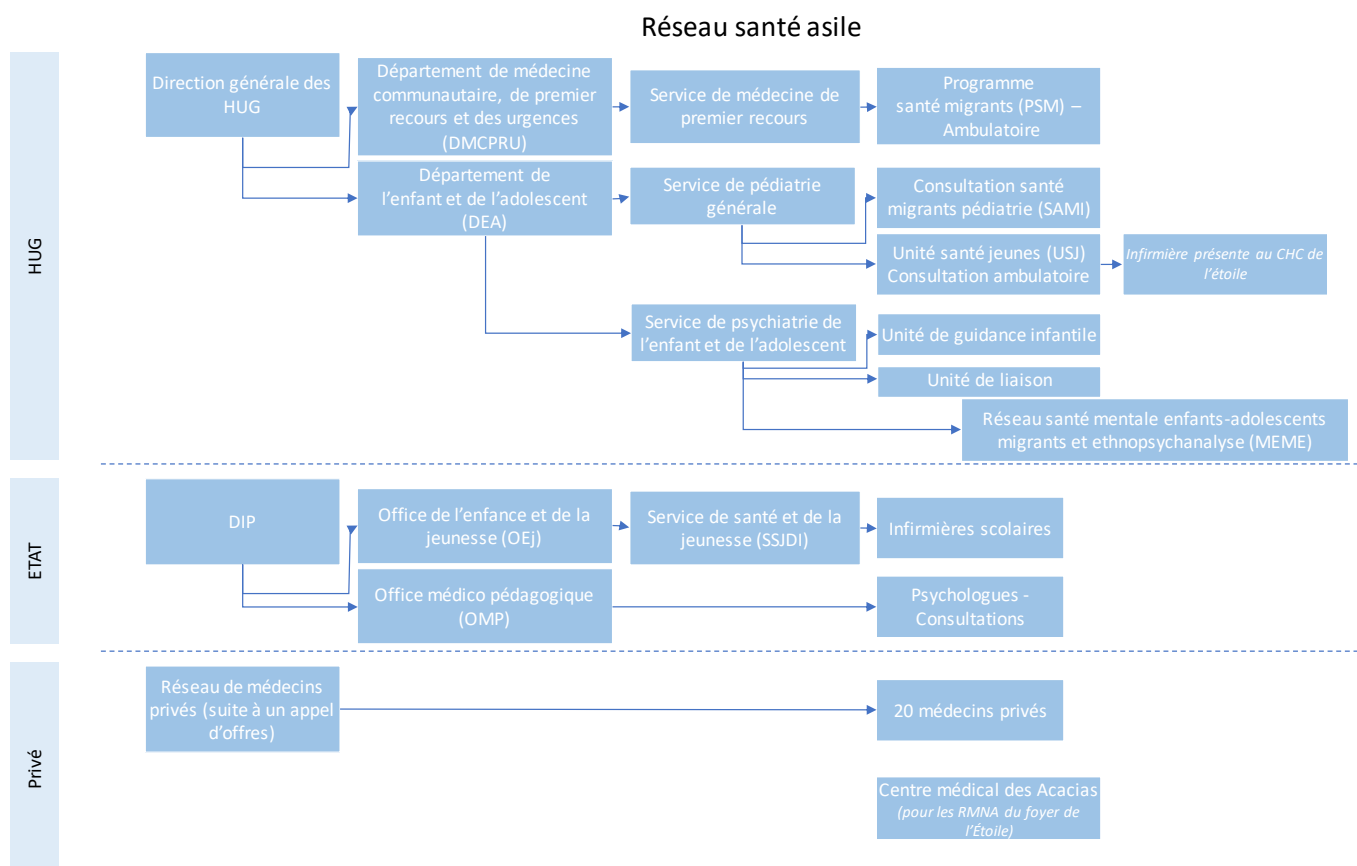 Réseau santé asile
HUG
Direction générale des
HUG
Département de médecine
communautaire, de premier
recours et des urgences
(DMCPRU)
Service de médecine de
premier recours
Programme
santé migrants (PSM) –
Ambulatoire
Département de
l’enfant et de l’adolescent
(DEA)
Service de pédiatrie
générale
Consultation santé
migrants pédiatrie (SAMI)
Unité santé jeunes (USJ)
Consultation ambulatoire
Infirmière présente au CHC de
l’étoile
Service de psychiatrie de
l’enfant et de l’adolescent
Unité de guidance infantile
Unité de liaison
Réseau santé mentale enfants-adolescents
migrants et ethnopsychanalyse (MEME)
ETAT
DIP
Office de l’enfance et de la
jeunesse (OEj)
Service de santé et de la
jeunesse (SSJDI)
Infirmières scolaires
Office médico pédagogique
(OMP)
Psychologues -
Consultations
Privé
Réseau de médecins
privés (suite à un appel
d’offres)
20 médecins privés
Centre médical des Acacias
(pour les RMNA du foyer de
l’Étoile)